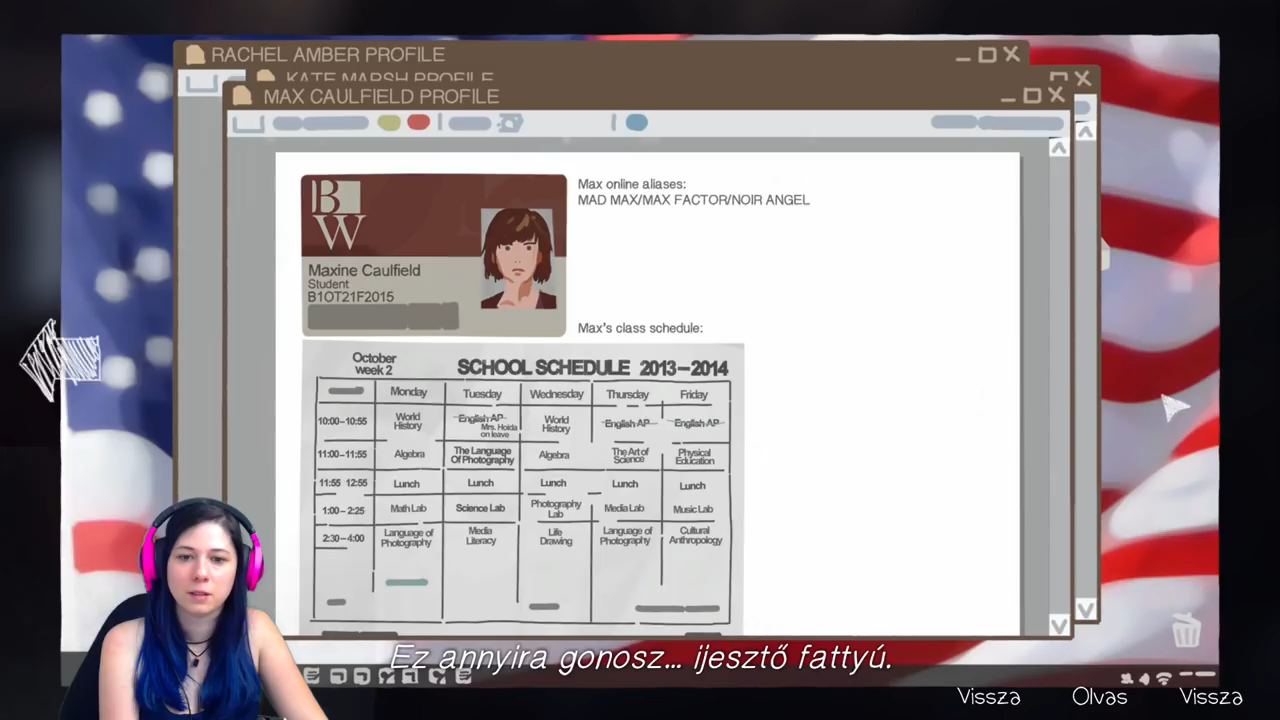 RACHEL AMBER PROFILE
KATE MARSH PROFILE
MAX CAULFIELD PROFILE
B
W
Maxine Caulfield
Student
B1OT21F2015
Max online aliases:
MAD MAX/MAX FACTOR/NOIR ANGEL
Max's class schedule:
October
week 2
SCHOOL SCHEDULE 2013–2014
Monday Tuesday Wednesday Thursday Friday
10:00–10:55 World History English AP Mrs. Hoida on leave World History English AP English AP
11:00–11:55 Algebra The Language Of Photography Algebra The Art of Science Physical Education
11:55 12:55 Lunch Lunch Lunch Lunch Lunch
1:00–2:25 Math Lab Science Lab Photography Lab Media Lab Music Lab
2:30–4:00 Language of Photography Media Literacy Life Drawing Language of Photography Cultural Anthropology
Ez annyira gonosz... ijesztő fattyú.
Vissza Olvas Vissza